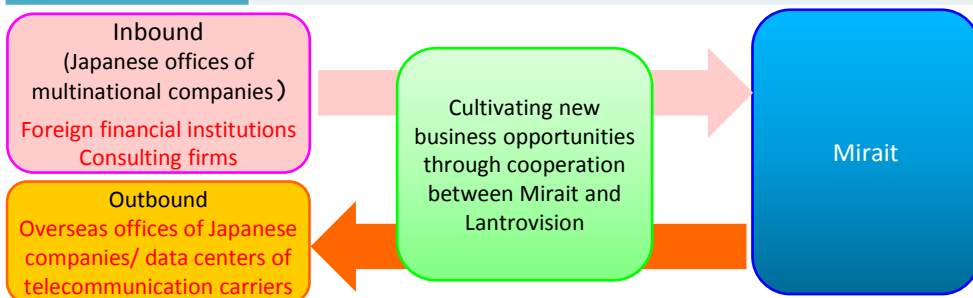 Inbound
(Japanese offices of
multinational companies）
Foreign financial institutions
Consulting firms
Outbound
Overseas offices of Japanese
companies/ data centers of
telecommunication carriers
Cultivating new
business opportunities
through cooperation
between Mirait and
Lantrovision
Mirait